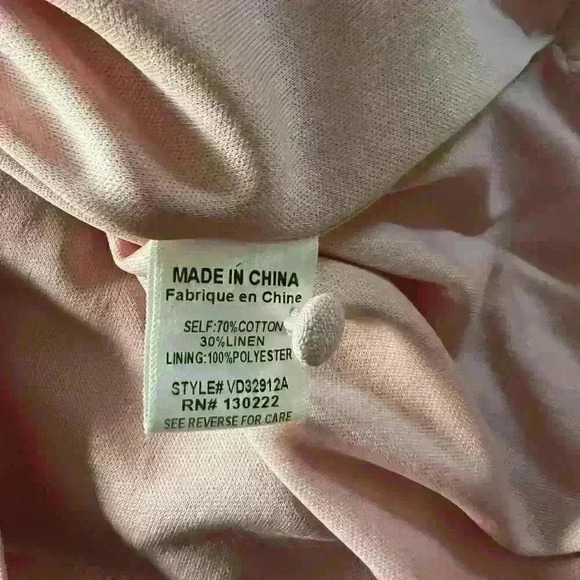 MADE IN CHINA
Fabrique en Chine
SELF:70%COTTON
30%LINEN
LINING:100%POLYESTER
STYLE# VD32912A
RN# 130222
SEE REVERSE FOR CARE